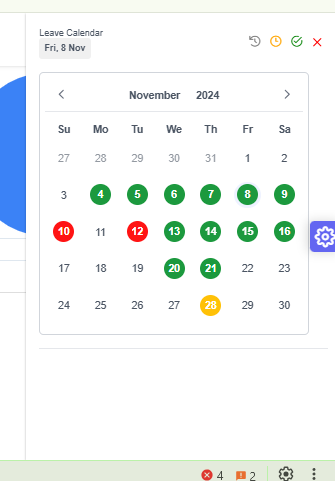 Leave Calendar
Fri, 8 Nov
November 2024
Su Mo Tu We Th Fr Sa
27 28 29 30 31 1 2
3 4 5 6 7 8 9
10 11 12 13 14 15 16
17 18 19 20 21 22 23
24 25 26 27 28 29 30
4 2